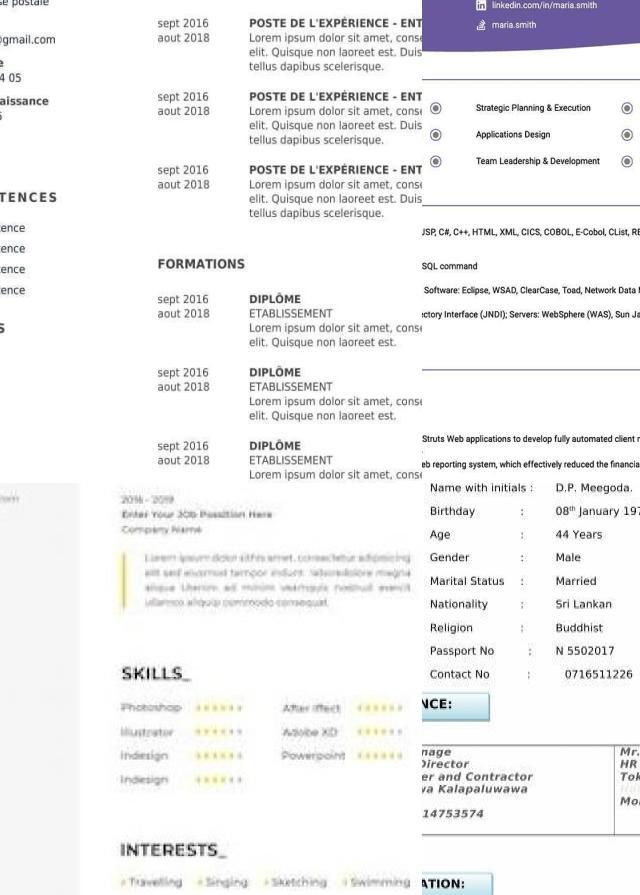 postale
@gmail.com
4 05
aissance
TENCES
ence
ence
ence
ence
S
sept 2016
aout 2018
POSTE DE L'EXPÉRIENCE - ENT
Lorem ipsum dolor sit amet, conse
elit. Quisque non laoreet est. Duis
tellus dapibus scelerisque.
sept 2016
aout 2018
POSTE DE L'EXPÉRIENCE - ENT
Lorem ipsum dolor sit amet, conse
elit. Quisque non laoreet est. Duis
tellus dapibus scelerisque.
sept 2016
aout 2018
POSTE DE L'EXPÉRIENCE - ENT
Lorem ipsum dolor sit amet, conse
elit. Quisque non laoreet est. Duis
tellus dapibus scelerisque.
FORMATIONS
sept 2016
aout 2018
DIPLÔME
ETABLISSEMENT
Lorem ipsum dolor sit amet, conse
elit. Quisque non laoreet est.
sept 2016
aout 2018
DIPLÔME
ETABLISSEMENT
Lorem ipsum dolor sit amet, conse
elit. Quisque non laoreet est.
sept 2016
aout 2018
DIPLÔME
ETABLISSEMENT
Lorem ipsum dolor sit amet, conse
linkedin.com/in/maria.smith
maria.smith
Strategic Planning & Execution
Applications Design
Team Leadership & Development
JSP, C#, C++, HTML, XML, CICS, COBOL, E-Cobol, CList, RE
SQL command
Software: Eclipse, WSAD, ClearCase, Toad, Network Data
ectory Interface (JNDI); Servers: WebSphere (WAS), Sun Ja
Struts Web applications to develop fully automated client
eb reporting system, which effectively reduced the financia
2016 - 2019
Enter Your JOb Possition Here
Company Name
Lorem ipsum dolor sithis amet, consectetur adipisicing
elit sed eiusmod tempor
aliqua Utenim ad minim veamquis nostrud exercit
ullamco aliquip commodo consequat.
SKILLS_
Photoshop
After iffect
Illustrator
Adobe XD
Indesign
Powerpoint
Indesign
INTERESTS_
Travelling Singing Sketching Swimming
Name with initials : D.P. Meegoda.
Birthday : 08th January 197
Age : 44 Years
Gender : Male
Marital Status : Married
Nationality : Sri Lankan
Religion : Buddhist
Passport No : N 5502017
Contact No : 0716511226
NCE:
nage
Director
er and Contractor
va Kalapaluwawa
14753574
Mr.
HR
Tok
Mo
ATION: